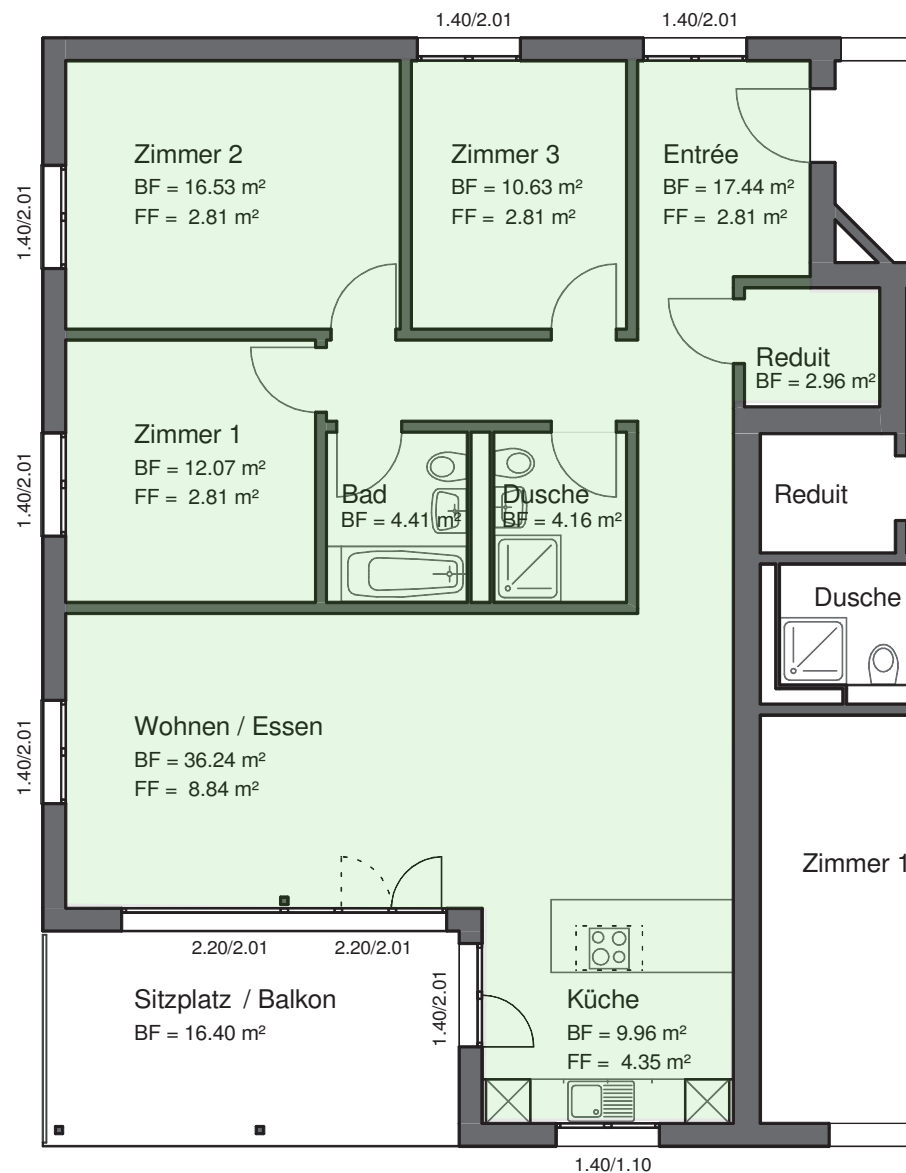 1.40/2.01
1.40/2.01
Zimmer 2
BF = 16.53 m²
FF = 2.81 m²
Zimmer 3
BF = 10.63 m²
FF = 2.81 m²
Entrée
BF = 17.44 m²
FF = 2.81 m²
1.40/2.01
Reduit
BF = 2.96 m²
Zimmer 1
BF = 12.07 m²
FF = 2.81 m²
1.40/2.01
Bad
BF = 4.41 m²
Dusche
BF = 4.16 m²
Reduit
Dusche
Wohnen / Essen
BF = 36.24 m²
FF = 8.84 m²
1.40/2.01
Zimmer 1
2.20/2.01
2.20/2.01
Sitzplatz / Balkon
BF = 16.40 m²
1.40/2.01
Küche
BF = 9.96 m²
FF = 4.35 m²
1.40/1.10